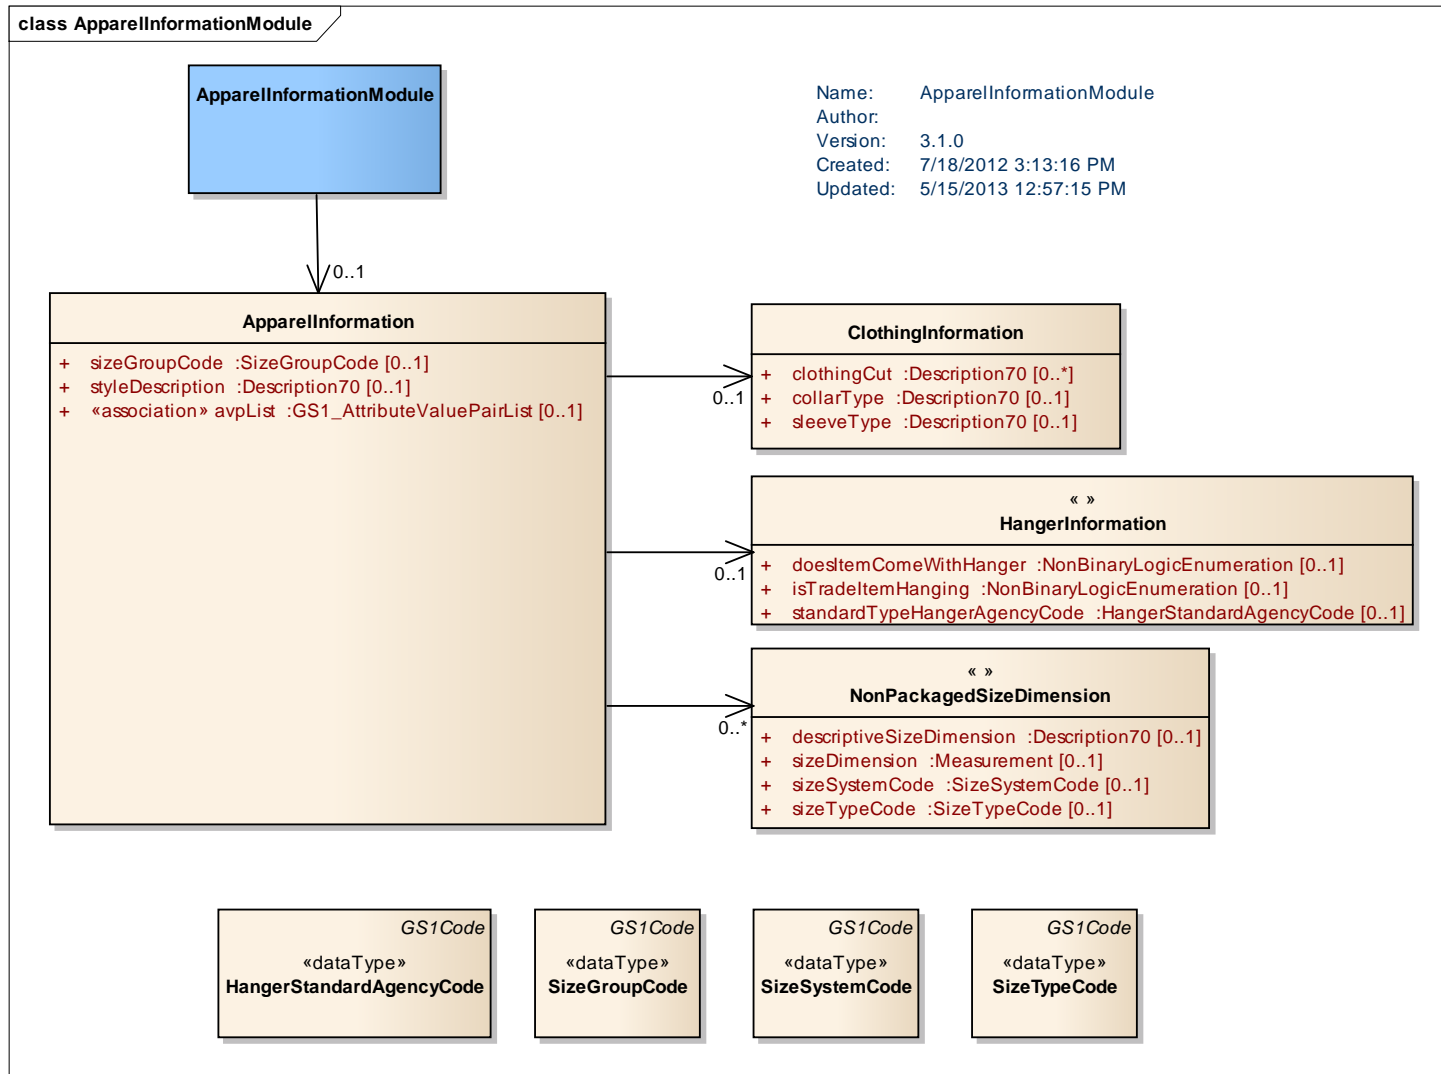 class ApparelInformationModule
ApparelInformationModule
Name: ApparelInformationModule
Author:
Version: 3.1.0
Created: 7/18/2012 3:13:16 PM
Updated: 5/15/2013 12:57:15 PM
0..1
ApparelInformation
+ sizeGroupCode :SizeGroupCode [0..1]
+ styleDescription :Description70 [0..1]
+ «association» avpList :GS1_AttributeValuePairList [0..1]
0..1
ClothingInformation
+ clothingCut :Description70 [0..*]
+ collarType :Description70 [0..1]
+ sleeveType :Description70 [0..1]
0..1
« »
HangerInformation
+ doesItemComeWithHanger :NonBinaryLogicEnumeration [0..1]
+ isTradeItemHanging :NonBinaryLogicEnumeration [0..1]
+ standardTypeHangerAgencyCode :HangerStandardAgencyCode [0..1]
0..*
« »
NonPackagedSizeDimension
+ descriptiveSizeDimension :Description70 [0..1]
+ sizeDimension :Measurement [0..1]
+ sizeSystemCode :SizeSystemCode [0..1]
+ sizeTypeCode :SizeTypeCode [0..1]
GS1Code
«dataType»
HangerStandardAgencyCode
GS1Code
«dataType»
SizeGroupCode
GS1Code
«dataType»
SizeSystemCode
GS1Code
«dataType»
SizeTypeCode